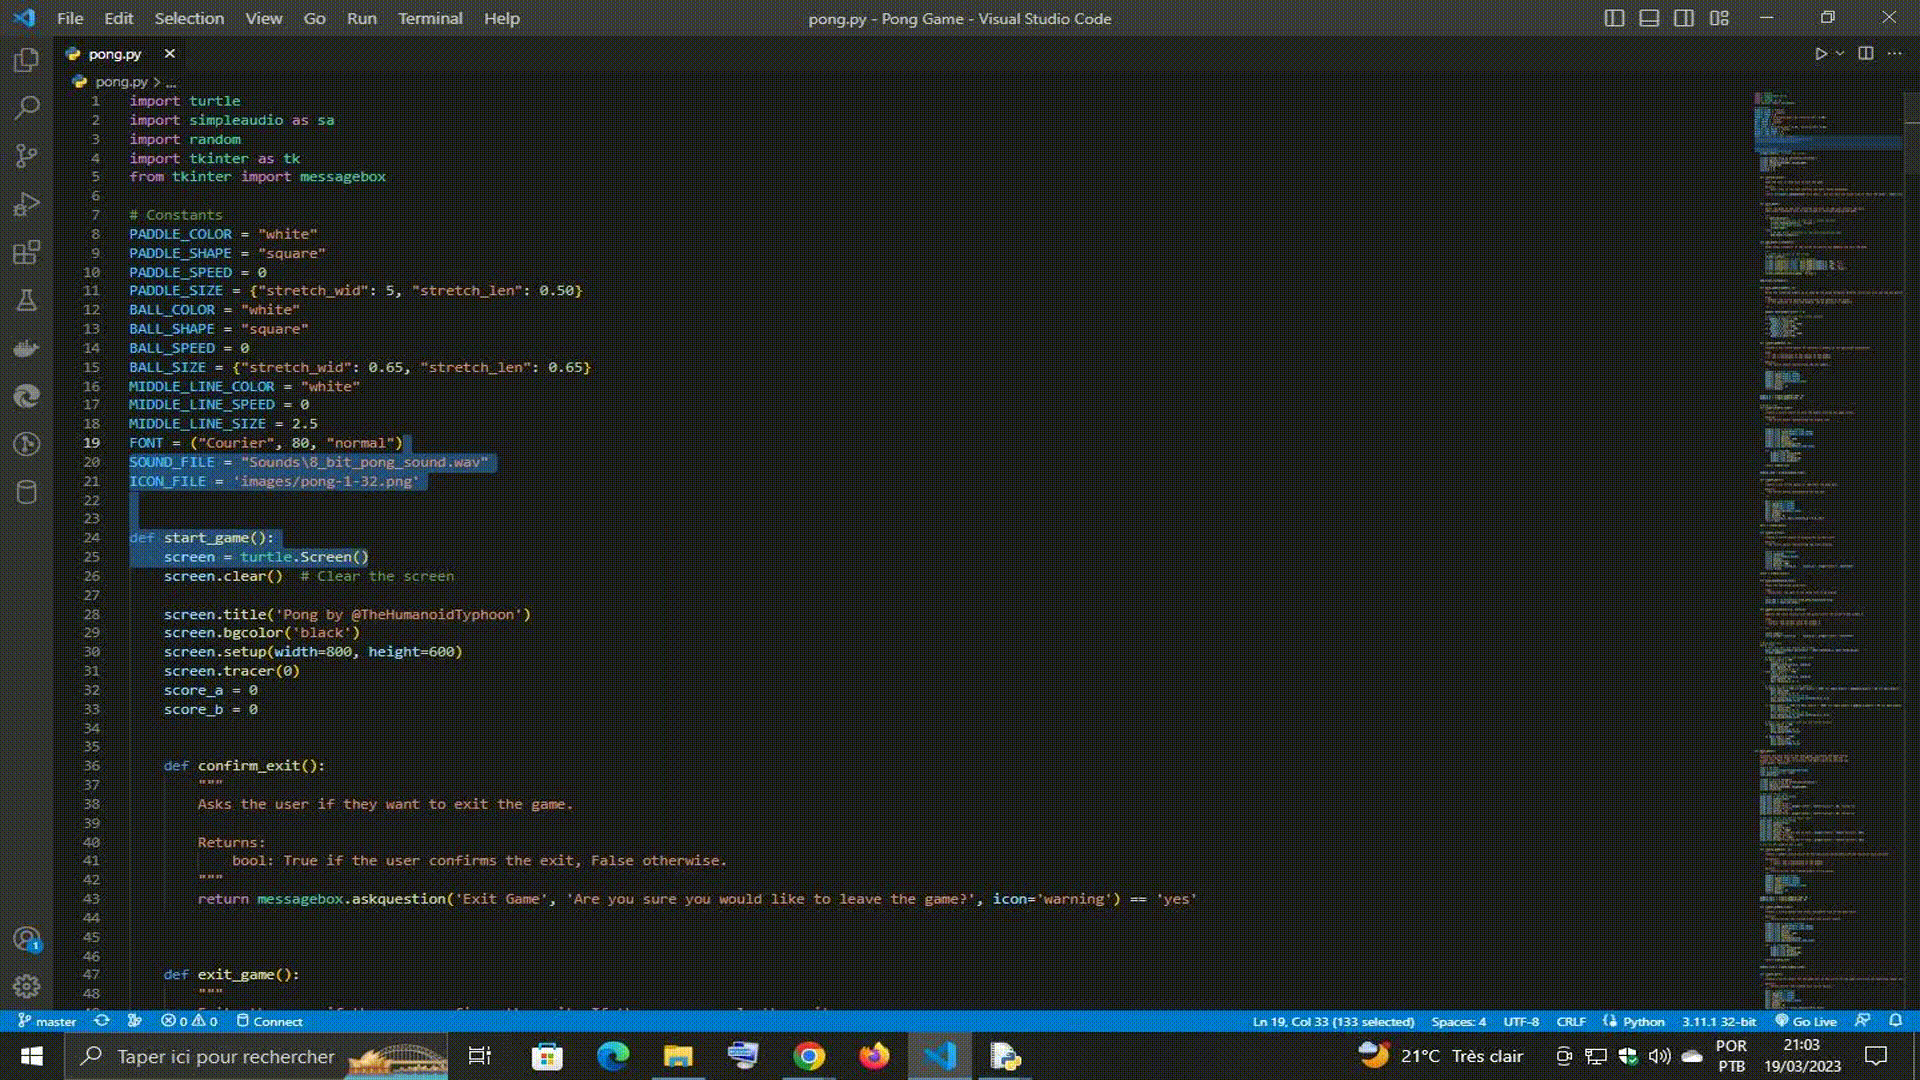 File Edit Selection View Go Run Terminal Help
pong.py - Pong Game - Visual Studio Code
pong.py
pong.py > ...
1 import turtle
2 import simpleaudio as sa
3 import random
4 import tkinter as tk
5 from tkinter import messagebox
6
7 # Constants
8 PADDLE_COLOR = "white"
9 PADDLE_SHAPE = "square"
10 PADDLE_SPEED = 0
11 PADDLE_SIZE = {"stretch_wid": 5, "stretch_len": 0.50}
12 BALL_COLOR = "white"
13 BALL_SHAPE = "square"
14 BALL_SPEED = 0
15 BALL_SIZE = {"stretch_wid": 0.65, "stretch_len": 0.65}
16 MIDDLE_LINE_COLOR = "white"
17 MIDDLE_LINE_SPEED = 0
18 MIDDLE_LINE_SIZE = 2.5
19 FONT = ("Courier", 80, "normal")
20 SOUND_FILE = "Sounds\8_bit_pong_sound.wav"
21 ICON_FILE = 'images/pong-1-32.png'
22
23
24 def start_game():
25 screen = turtle.Screen()
26 screen.clear() # Clear the screen
27
28 screen.title('Pong by @TheHumanoidTyphoon')
29 screen.bgcolor('black')
30 screen.setup(width=800, height=600)
31 screen.tracer(0)
32 score_a = 0
33 score_b = 0
34
35
36 def confirm_exit():
37 """
38 Asks the user if they want to exit the game.
39
40 Returns:
41 bool: True if the user confirms the exit, False otherwise.
42 """
43 return messagebox.askquestion('Exit Game', 'Are you sure you would like to leave the game?', icon='warning') == 'yes'
44
45
46
47 def exit_game():
48 """
1
master 0 0 Connect
Ln 19, Col 33 (133 selected) Spaces: 4 UTF-8 CRLF Python 3.11.1 32-bit Go Live
Taper ici pour rechercher
21°C Très clair
POR
PTB
21:03
19/03/2023